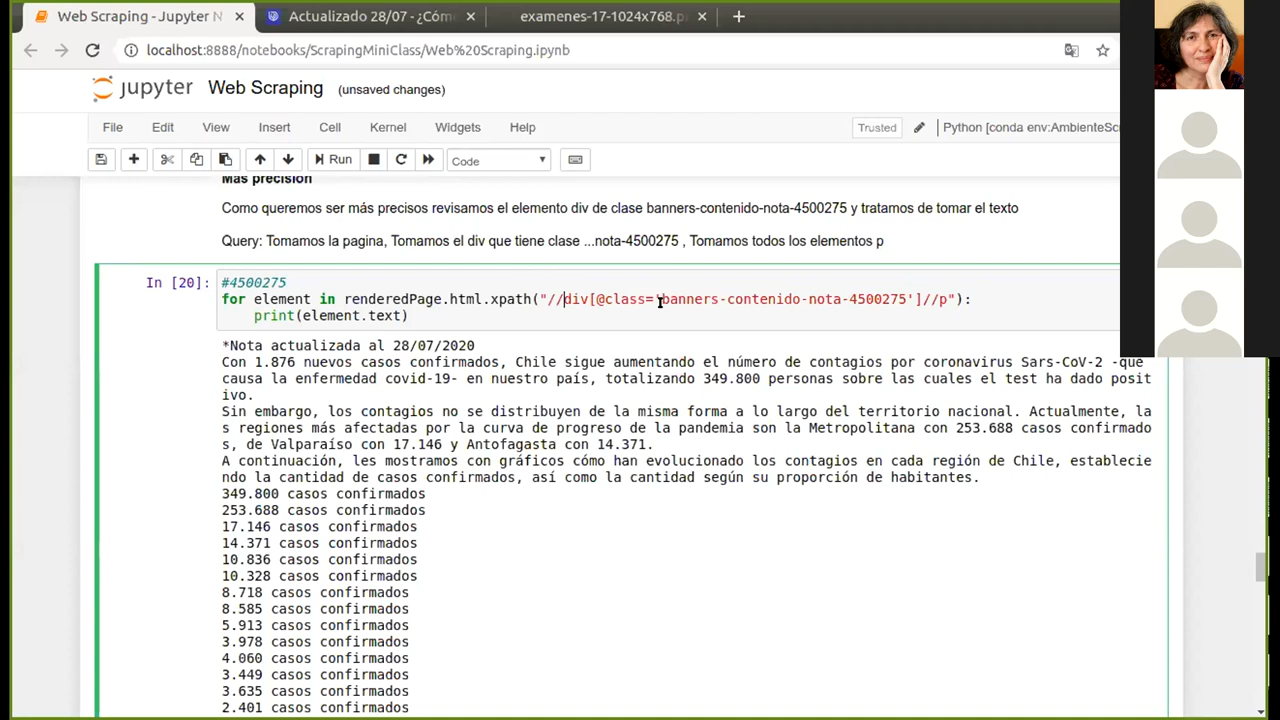 Web Scraping - Jupyter N
Actualizado 28/07 - ¿Cóm
examenes-17-1024x768.p
localhost:8888/notebooks/ScrapingMiniClass/Web%20Scraping.ipynb
jupyter Web Scraping (unsaved changes)
File Edit View Insert Cell Kernel Widgets Help
Trusted
Python [conda env:AmbienteScr
Run
Code
Más precisión
Como queremos ser más precisos revisamos el elemento div de clase banners-contenido-nota-4500275 y tratamos de tomar el texto
Query: Tomamos la pagina, Tomamos el div que tiene clase ...nota-4500275 , Tomamos todos los elementos p
In [20]: #4500275
for element in renderedPage.html.xpath("//div[@class='banners-contenido-nota-4500275']//p"):
print(element.text)
*Nota actualizada al 28/07/2020
Con 1.876 nuevos casos confirmados, Chile sigue aumentando el número de contagios por coronavirus Sars-CoV-2 -que
causa la enfermedad covid-19- en nuestro país, totalizando 349.800 personas sobre las cuales el test ha dado posit
ivo.
Sin embargo, los contagios no se distribuyen de la misma forma a lo largo del territorio nacional. Actualmente, la
s regiones más afectadas por la curva de progreso de la pandemia son la Metropolitana con 253.688 casos confirmado
s, de Valparaíso con 17.146 y Antofagasta con 14.371.
A continuación, les mostramos con gráficos cómo han evolucionado los contagios en cada región de Chile, establecie
ndo la cantidad de casos confirmados, así como la cantidad según su proporción de habitantes.
349.800 casos confirmados
253.688 casos confirmados
17.146 casos confirmados
14.371 casos confirmados
10.836 casos confirmados
10.328 casos confirmados
8.718 casos confirmados
8.585 casos confirmados
5.913 casos confirmados
3.978 casos confirmados
4.060 casos confirmados
3.449 casos confirmados
3.635 casos confirmados
2.401 casos confirmados